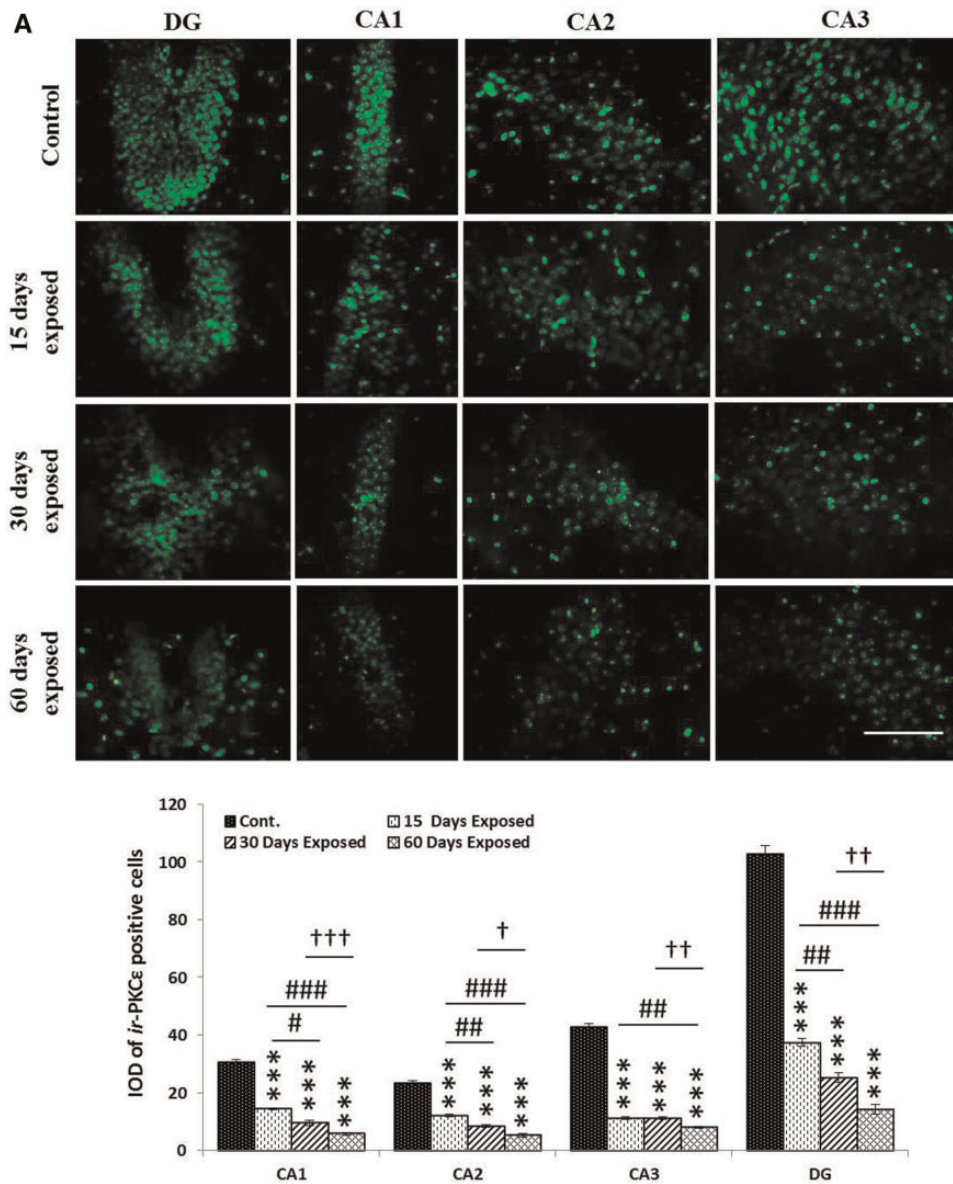 A
DG CA1 CA2 CA3
Control
15 days
exposed
30 days
exposed
60 days
exposed
120
100
80
60
40
20
0
IOD of ir-PKCε positive cells
Cont. 15 Days Exposed
30 Days Exposed 60 Days Exposed
††
†††
†
††
###
###
###
##
##
#
##
##
*** *** ***
*** *** ***
*** *** ***
*** *** ***
CA1 CA2 CA3 DG